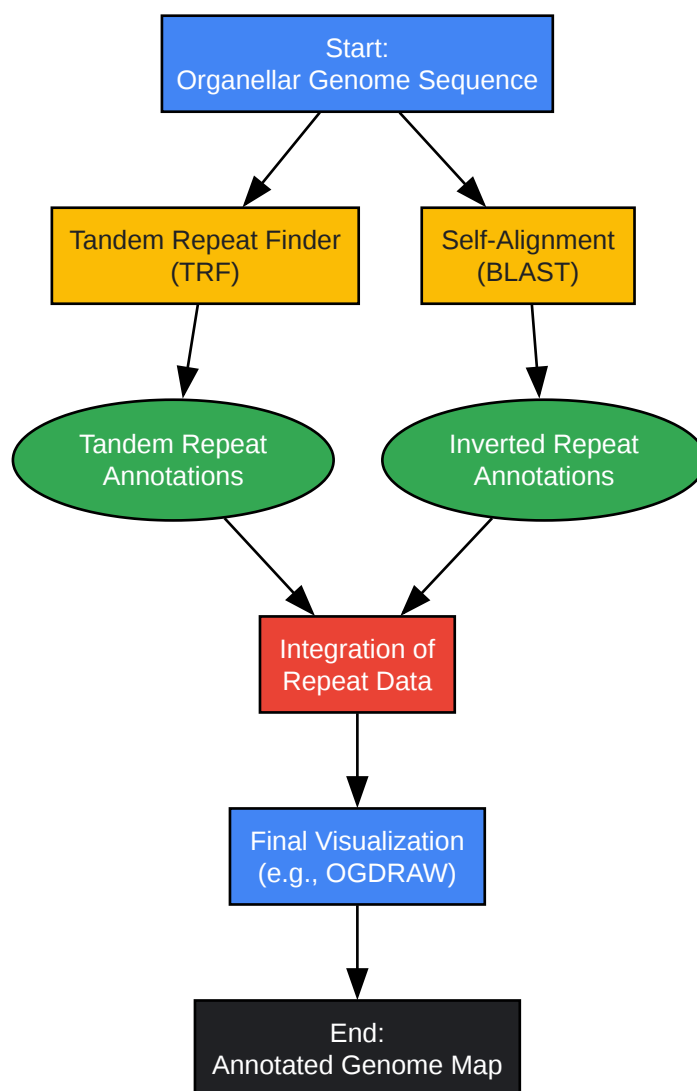 Start:
Organellar Genome Sequence
Tandem Repeat Finder
(TRF)
Self-Alignment
(BLAST)
Tandem Repeat
Annotations
Inverted Repeat
Annotations
Integration of
Repeat Data
Final Visualization
(e.g., OGDRAW)
End:
Annotated Genome Map